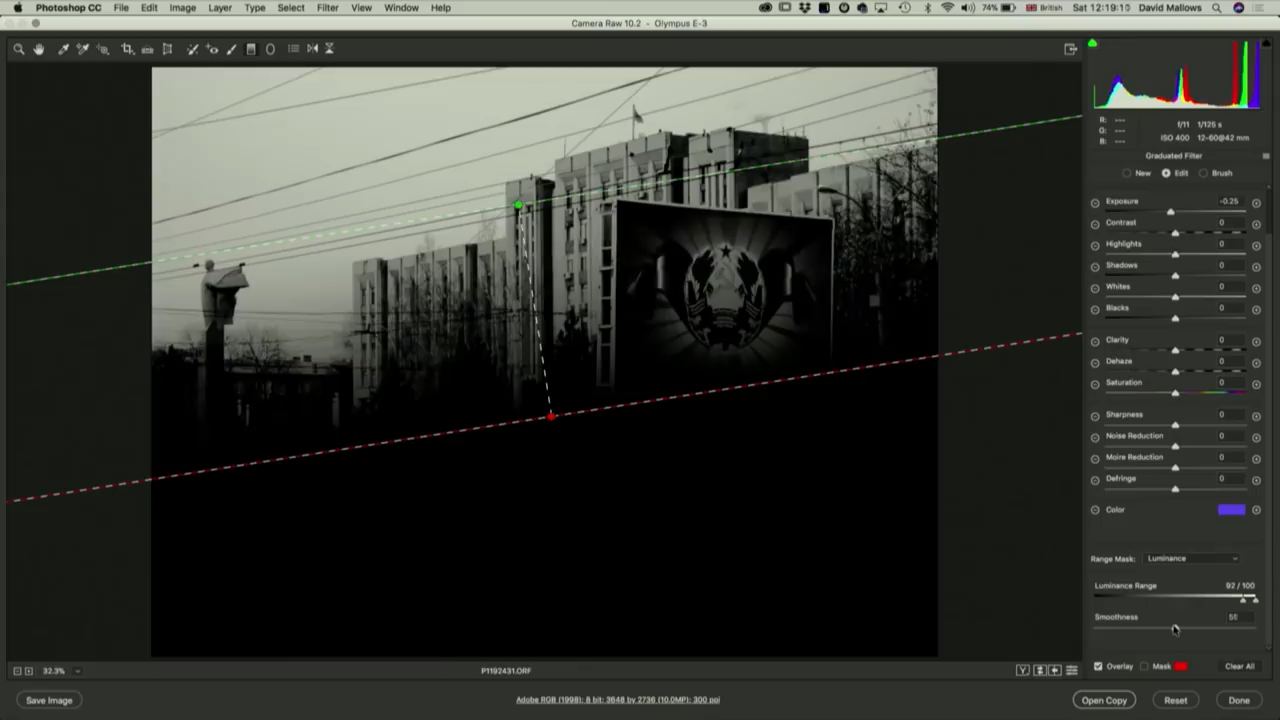 Photoshop CC File Edit Image Layer Type Select Filter View Window Help 74% British Sat 12:19:10 David Mallows
Camera Raw 10.2 - Olympus E-3
R: ---
G: ---
B: ---
f/11 1/125 s
ISO 400 12-60@42 mm
Graduated Filter
New Edit Brush
Exposure -0.25
Contrast 0
Highlights 0
Shadows 0
Whites 0
Blacks 0
Clarity 0
Dehaze 0
Saturation 0
Sharpness 0
Noise Reduction 0
Moire Reduction 0
Defringe 0
Color
Range Mask: Luminance
Luminance Range 92 / 100
Smoothness
Overlay Mask Clear All
32.3% P1192431.ORF Y
Save Image Adobe RGB (1998); 8 bit; 3648 by 2736 (10.0MP); 300 ppi Open Copy Reset Done